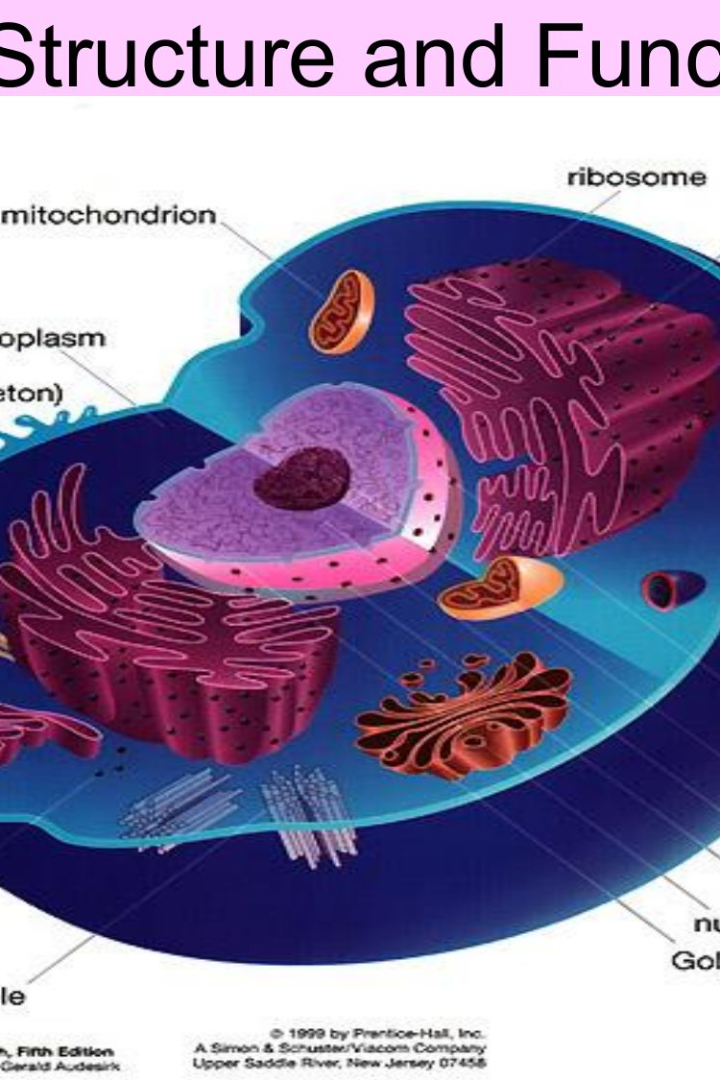 Structure and Func
ribosome
mitochondrion
oplasm
eton)
nu
Gol
le
h, Fifth Edition
Gerald Audesirk
© 1999 by Prentice-Hall, Inc.
A Simon & Schuster/Viacom Company
Upper Saddle River, New Jersey 07458